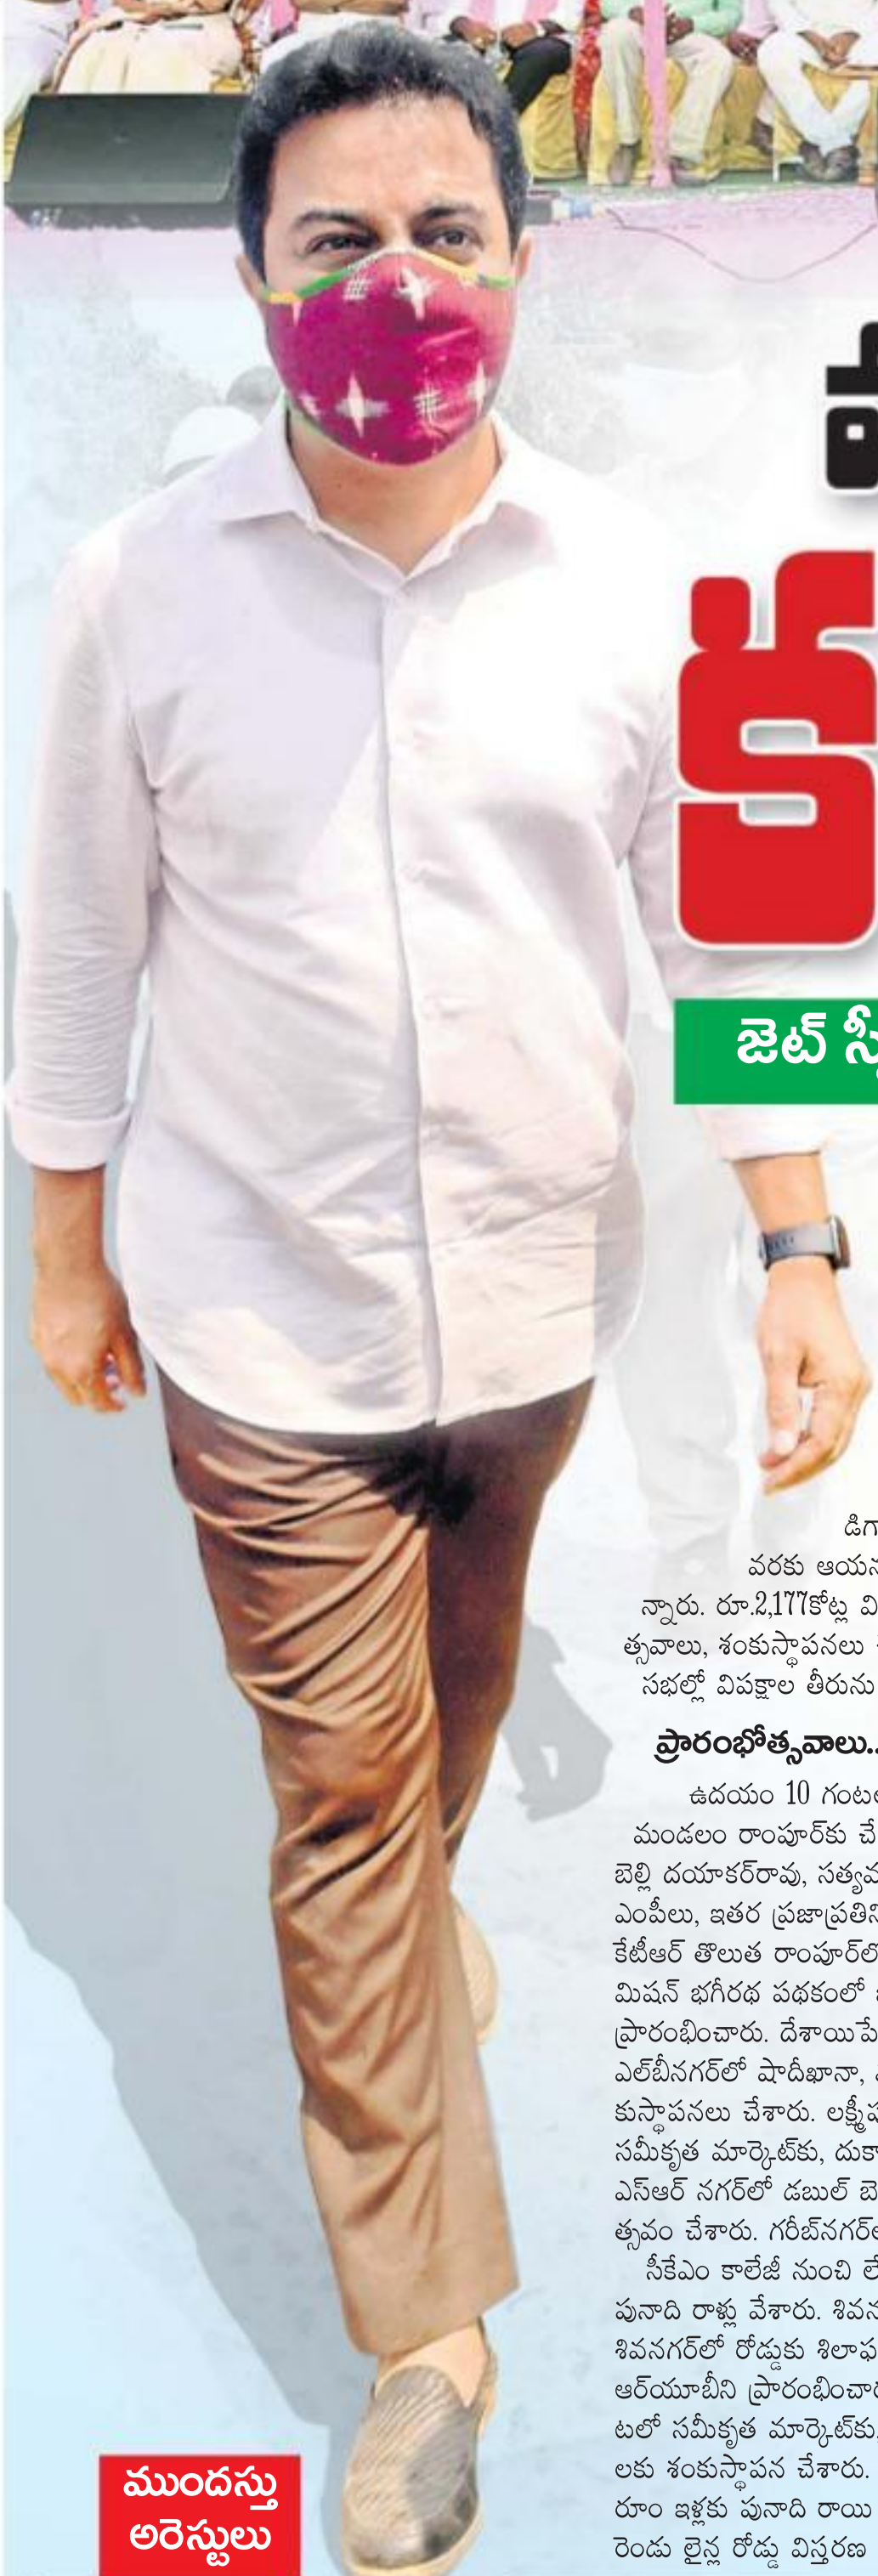 క
జెట్
డిగ
వరకు ఆయన
న్నారు. రూ.2,177కోట్ల వి
త్సవాలు, శంకుస్థాపనలు
సభల్లో విపక్షాల తీరును
ప్రారంభోత్సవాలు..
ఉదయం 10 గంటల
మండలం రాంపూర్‌కు చే
బెల్లి దయాకర్‌రావు, సత్యవ
ఎంపీలు, ఇతర ప్రజాప్రతిని
కేటీఆర్ తొలుత రాంపూర్‌లో
మిషన్ భగీరథ పథకంలో
ప్రారంభించారు. దేశాయిపే
ఎల్‌బీనగర్‌లో షాదీఖానా,
కుస్థాపనలు చేశారు. లక్ష్మీపు
సమీకృత మార్కెట్‌కు, దుకా
ఎస్ఆర్ నగర్‌లో డబుల్ బె
త్సవం చేశారు. గరీబ్‌నగర్‌ల
సీకేఎం కాలేజీ నుంచి లే
పునాది రాళ్లు వేశారు. శివన
శివనగర్‌లో రోడ్డుకు శిలాఫ
ఆర్‌యూబీని ప్రారంభించార
టలో సమీకృత మార్కెట్‌కు,
లకు శంకుస్థాపన చేశారు.
రూం ఇళ్లకు పునాది రాయి
రెండు లైన్ల రోడ్డు విస్తరణ
ముందస్తు
అరెస్టులు